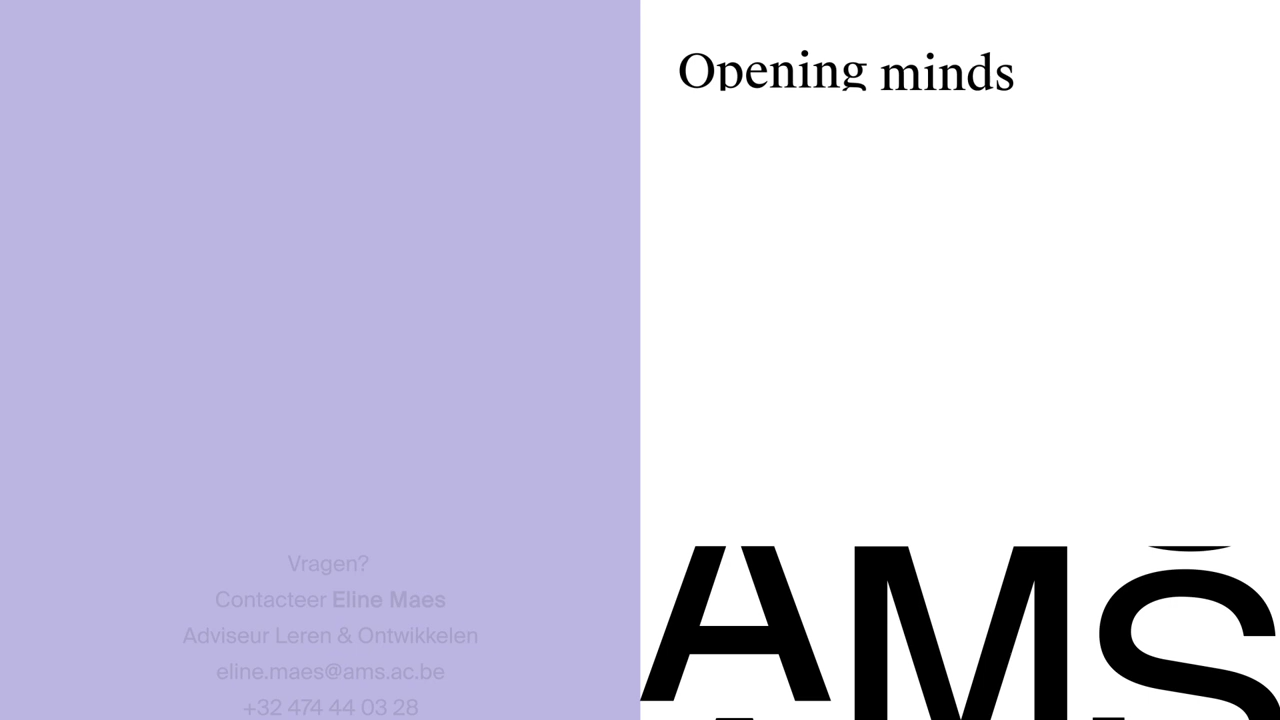 Opening minds
Vragen?
Contacteer Eline Maes
Adviseur Leren & Ontwikkelen
eline.maes@ams.ac.be
+32 474 44 03 28
AMS